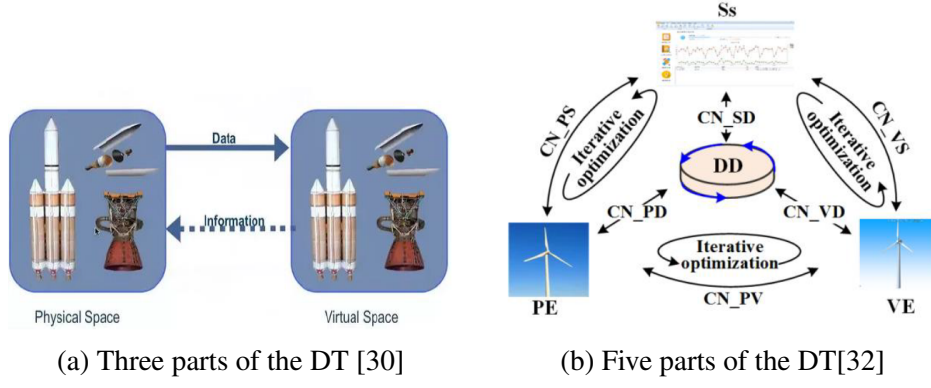 Data
Information
Physical Space
Virtual Space
(a) Three parts of the DT [30]
Ss
CN_PS
Iterative
optimization
CN_SD
Iterative
optimization
CN_VS
DD
CN_PD
CN_VD
Iterative
optimization
CN_PV
PE
VE
(b) Five parts of the DT[32]